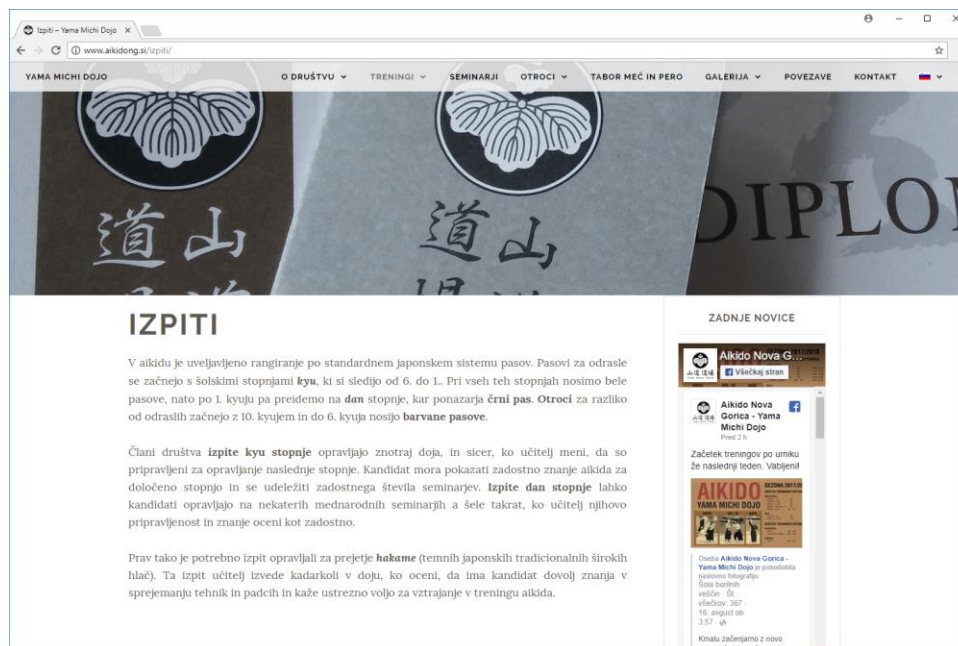 Izpiti – Yama Michi Dojo
www.aikidong.si/izpiti/
YAMA MICHI DOJO
O DRUŠTVU
TRENINGI
SEMINARJI
OTROCI
TABOR MEČ IN PERO
GALERIJA
POVEZAVE
KONTAKT
道山
道山
DIPLO
IZPITI
V aikidu je uveljavljeno rangiranje po standardnem japonskem sistemu pasov. Pasovi za odrasle
se začnejo s šolskimi stopnjami kyu, ki si sledijo od 6. do 1.. Pri vseh teh stopnjah nosimo bele
pasove, nato po 1. kyuju pa preidemo na dan stopnje, kar ponazarja črni pas. Otroci za razliko
od odraslih začnejo z 10. kyujem in do 6. kyuja nosijo barvane pasove.
Člani društva izpite kyu stopnje opravljajo znotraj doja, in sicer, ko učitelj meni, da so
pripravljeni za opravljanje naslednje stopnje. Kandidat mora pokazati zadostno znanje aikida za
določeno stopnjo in se udeležiti zadostnega števila seminarjev. Izpite dan stopnje lahko
kandidati opravljajo na nekaterih mednarodnih seminarjih a šele takrat, ko učitelj njihovo
pripravljenost in znanje oceni kot zadostno.
Prav tako je potrebno izpit opravljali za prejetje hakame (temnih japonskih tradicionalnih širokih
hlač). Ta izpit učitelj izvede kadarkoli v doju, ko oceni, da ima kandidat dovolj znanja v
sprejemanju tehnik in padcih in kaže ustrezno voljo za vztrajanje v treningu aikida.
ZADNJE NOVICE
Aikido Nova G...
Všečkaj stran
Aikido Nova
Gorica - Yama
Michi Dojo
Pred 2 h
Začetek treningov po urniku
že naslednji teden. Vabljeni!
AIKIDO
SEZONA 2017/20
YAMA MICHI DOJO
Oseba Aikido Nova Gorica -
Yama Michi Dojo je posodobila
naslovno fotografijo.
Šola borilnih
veščin · Št.
všečkov: 367 ·
16. avgust ob
3:57
Kmalu začenjamo z novo